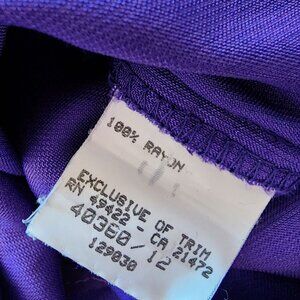 100% RAYON
EXCLUSIVE OF TRIM
RN 49422 - CA 21472
40360/12
129030